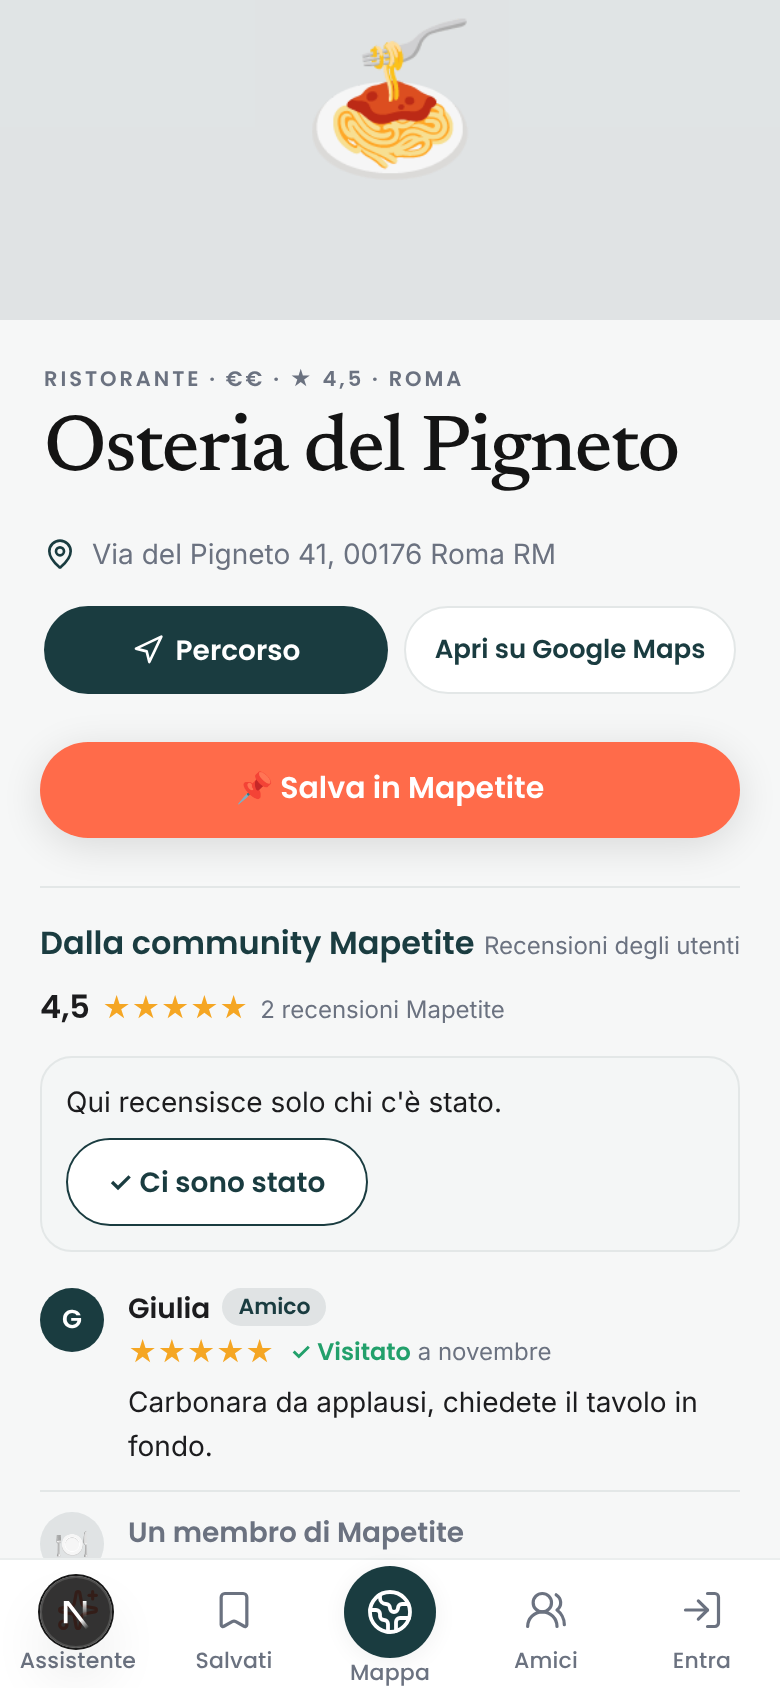 RISTORANTE · €€ · ★ 4,5 · ROMA
Osteria del Pigneto
Via del Pigneto 41, 00176 Roma RM
Percorso
Apri su Google Maps
📌 Salva in Mapetite
Dalla community Mapetite Recensioni degli utenti
4,5 ★★★★★ 2 recensioni Mapetite
Qui recensisce solo chi c'è stato.
✓ Ci sono stato
G
Giulia Amico
★★★★★ ✓ Visitato a novembre
Carbonara da applausi, chiedete il tavolo in
fondo.
Un membro di Mapetite
N
Assistente
Salvati
Mappa
Amici
Entra